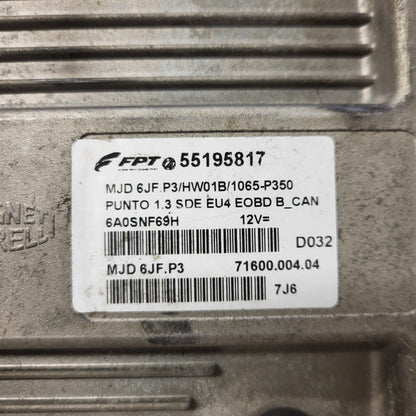 FPT 55195817
MJD 6JF.P3/HW01B/1065-P350
PUNTO 1.3 SDE EU4 EOBD B_CAN
6A0SNF69H 12V=
D032
MJD 6JF.P3 71600.004.04
7J6